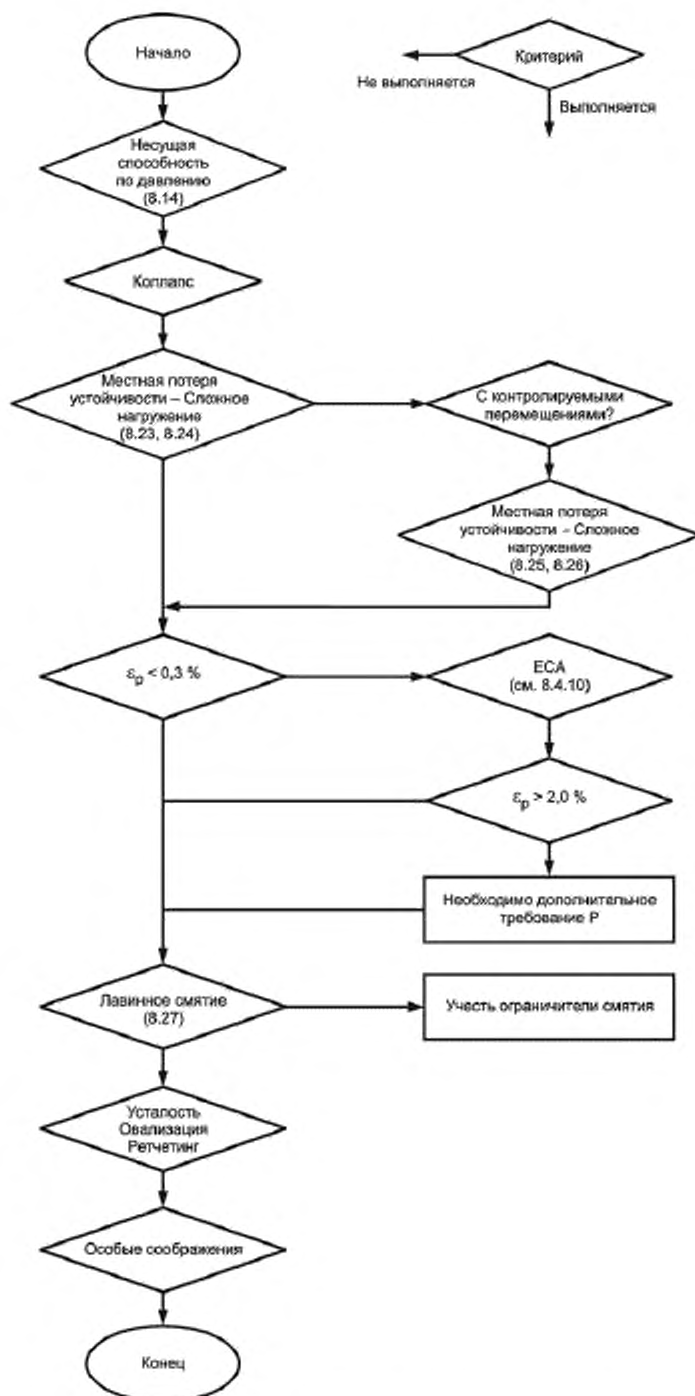 Начало
Критерий
Не выполняется
Выполняется
Несущая
способность
по давлению
(8.14)
Коллапс
Местная потеря
устойчивости – Сложное
нагружение
(8.23, 8.24)
С контролируемыми
перемещениями?
Местная потеря
устойчивости – Сложное
нагружение
(8.25, 8.26)
εp < 0,3 %
ECA
(см. 8.4.10)
εp > 2,0 %
Необходимо дополнительное
требование P
Лавинное смятие
(8.27)
Учесть ограничители смятия
Усталость
Овализация
Ретчетинг
Особые соображения
Конец